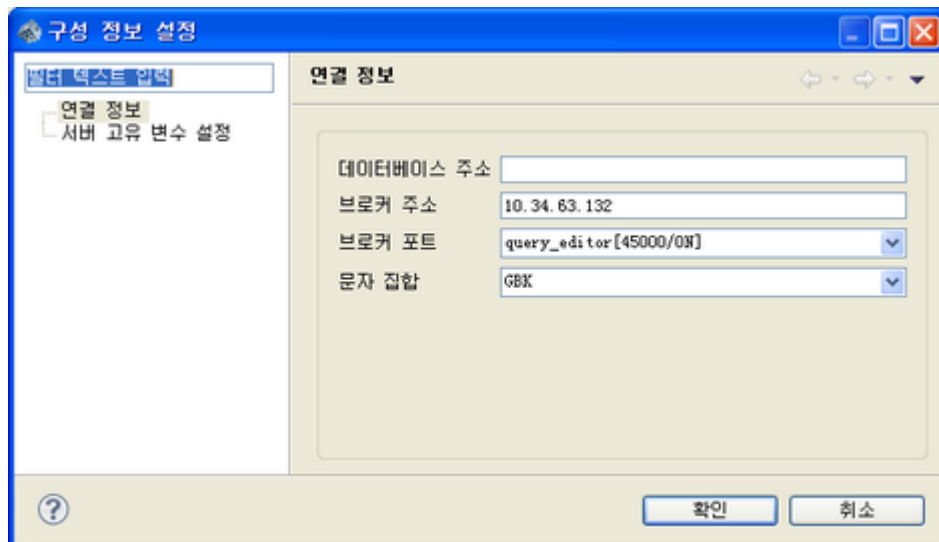 구성 정보 설정
필터 텍스트 입력
연결 정보
서버 고유 변수 설정
연결 정보
데이터베이스 주소
브로커 주소 10.34.63.132
브로커 포트 query_editor[45000/ON]
문자 집합 GBK
?
확인 취소